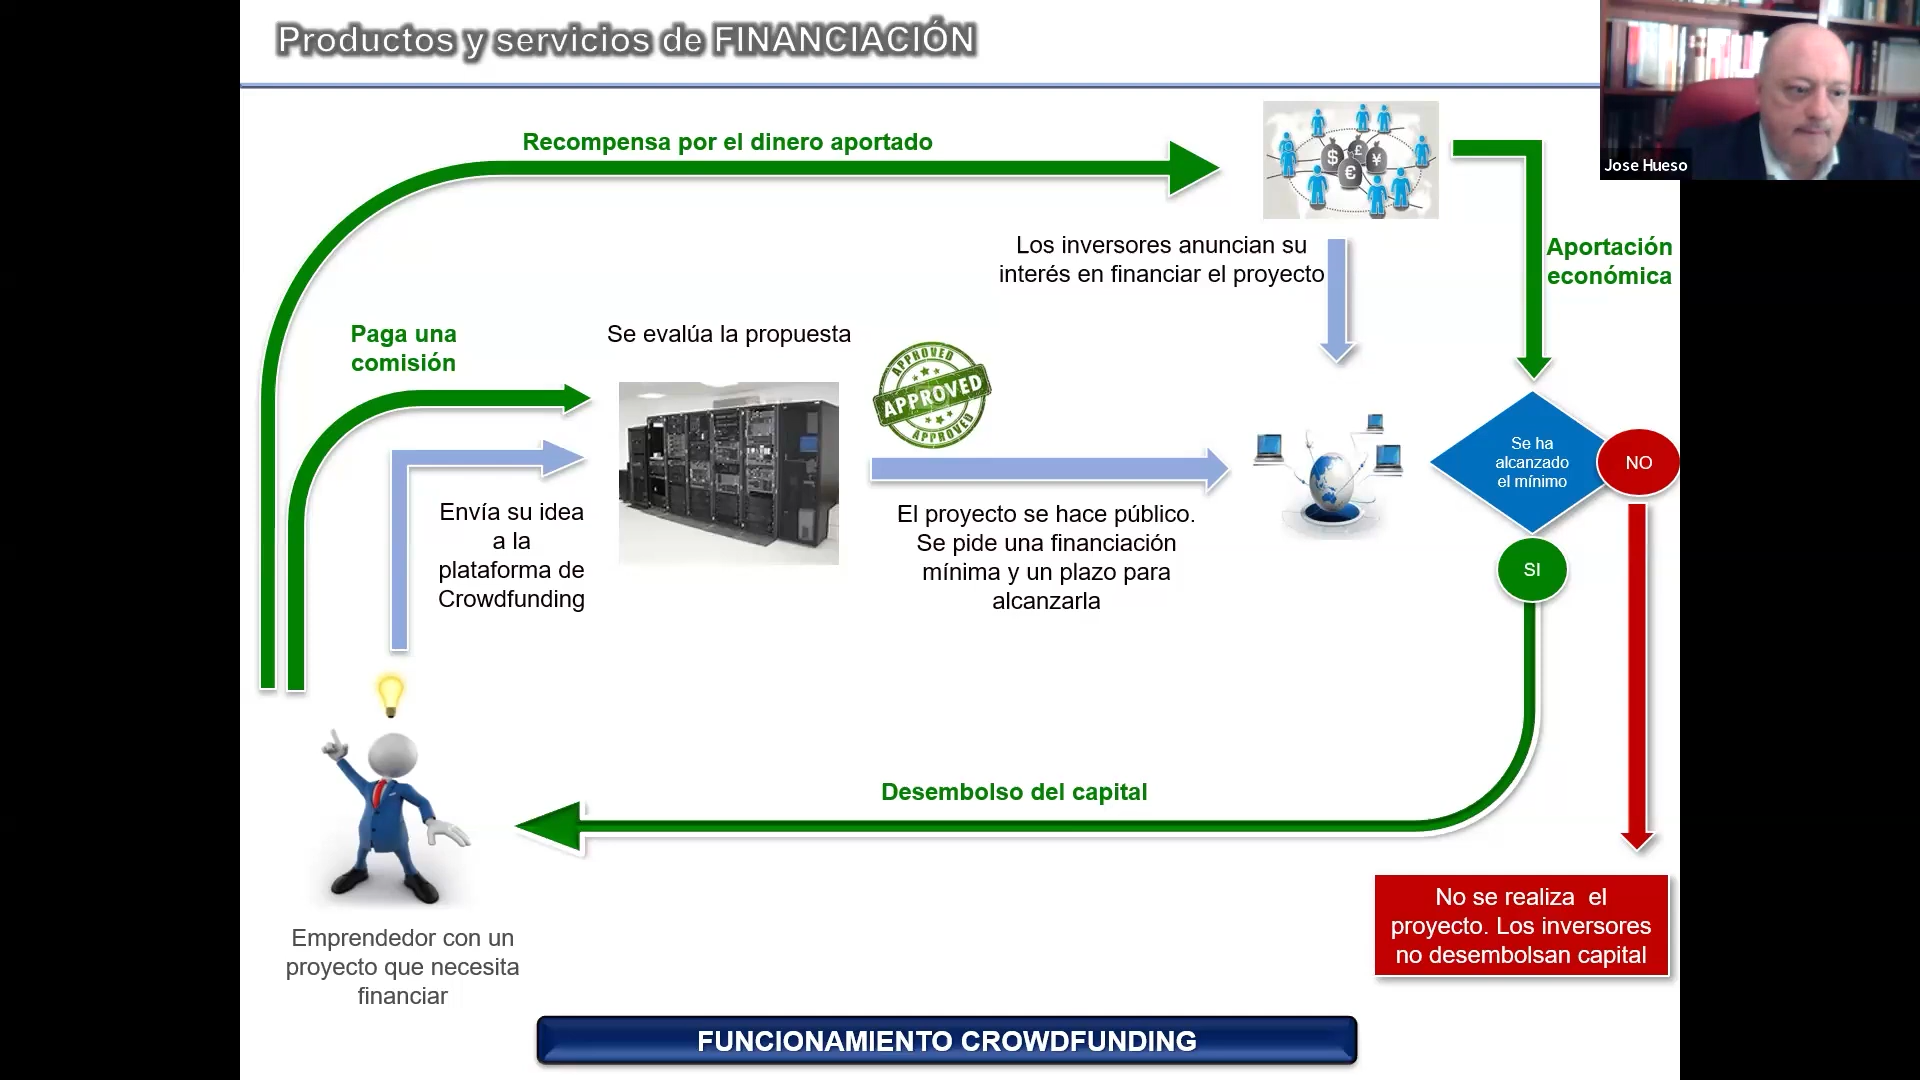 Productos y servicios de FINANCIACIÓN
Jose Hueso
Recompensa por el dinero aportado
$ £ ¥
€
Los inversores anuncian su
interés en financiar el proyecto
Aportación
económica
Paga una
comisión
Se evalúa la propuesta
APPROVED
APPROVED
APPROVED
Envía su idea
a la
plataforma de
Crowdfunding
El proyecto se hace público.
Se pide una financiación
mínima y un plazo para
alcanzarla
Se ha
alcanzado
el mínimo
NO
SI
Desembolso del capital
Emprendedor con un
proyecto que necesita
financiar
No se realiza el
proyecto. Los inversores
no desembolsan capital
FUNCIONAMIENTO CROWDFUNDING